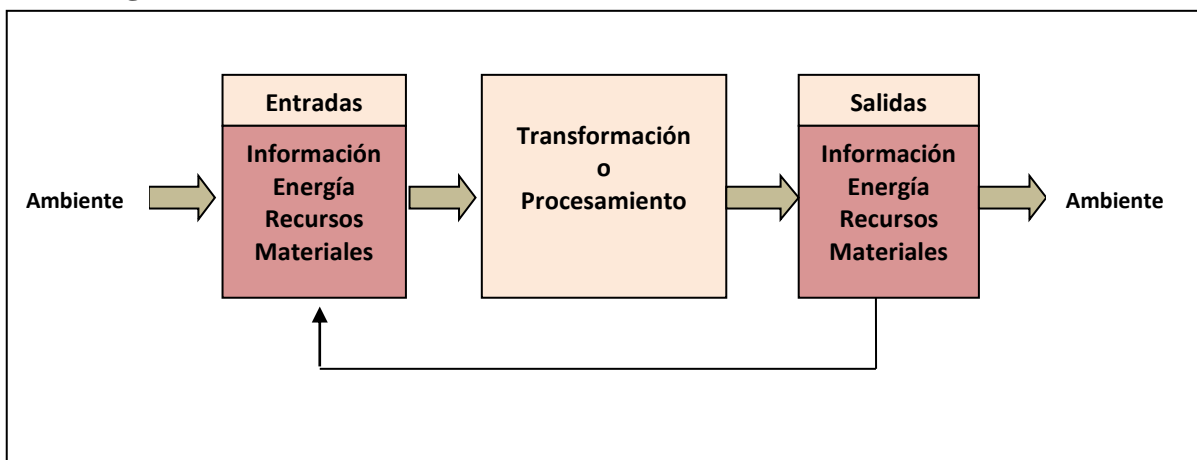 Ambiente
Entradas
Información
Energía
Recursos
Materiales
Transformación
o
Procesamiento
Salidas
Información
Energía
Recursos
Materiales
Ambiente